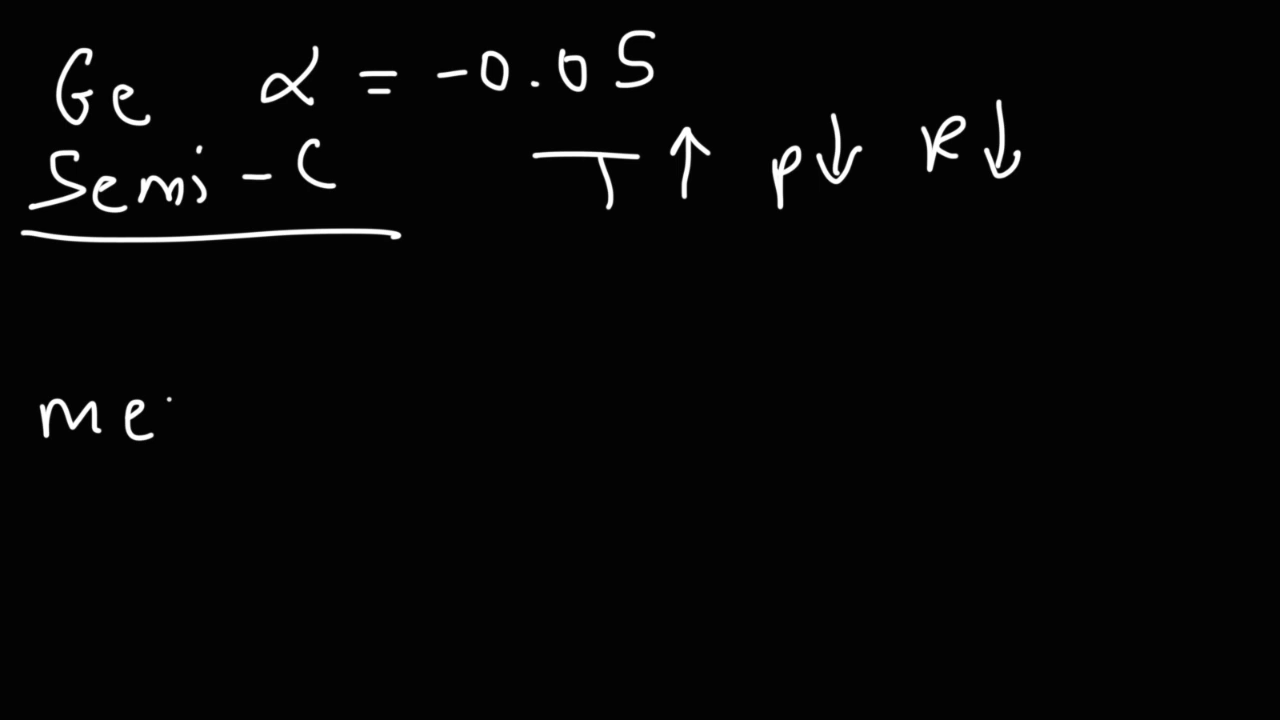 Ge α = -0.05
Semi-C T↑ ρ↓ R↓
me